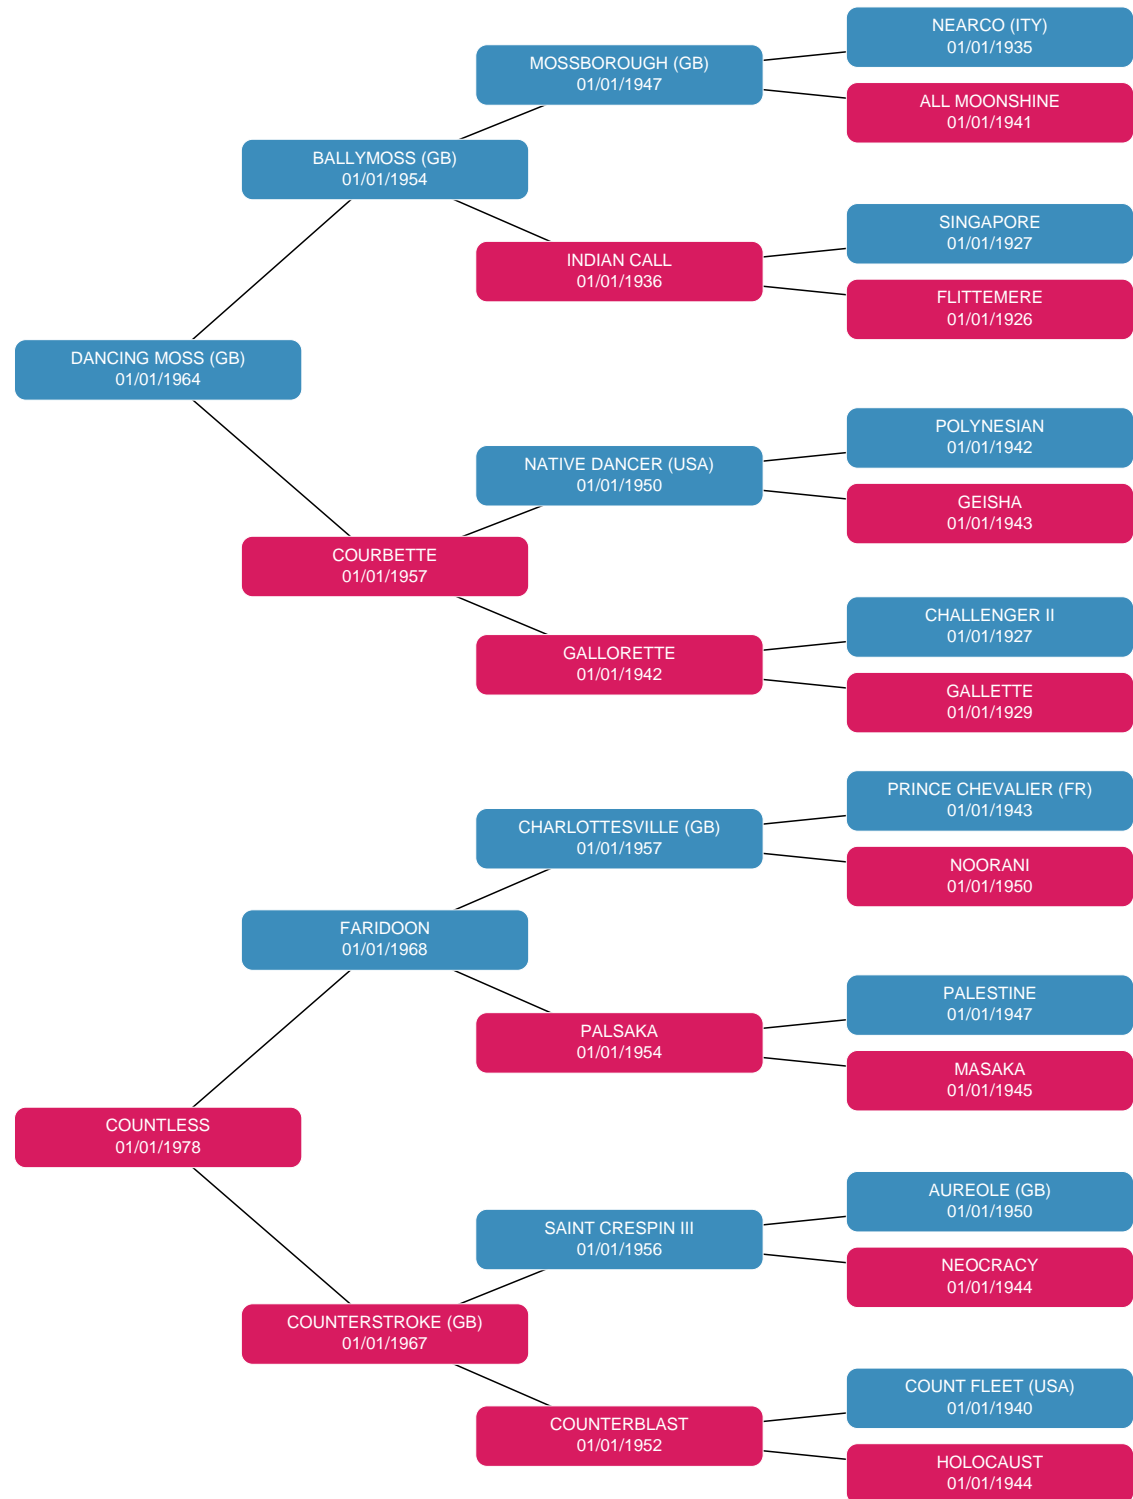 NEARCO (ITY)
01/01/1935
MOSSBOROUGH (GB)
01/01/1947
ALL MOONSHINE
01/01/1941
BALLYMOSS (GB)
01/01/1954
SINGAPORE
01/01/1927
INDIAN CALL
01/01/1936
FLITTEMERE
01/01/1926
DANCING MOSS (GB)
01/01/1964
POLYNESIAN
01/01/1942
NATIVE DANCER (USA)
01/01/1950
GEISHA
01/01/1943
COURBETTE
01/01/1957
CHALLENGER II
01/01/1927
GALLORETTE
01/01/1942
GALLETTE
01/01/1929
PRINCE CHEVALIER (FR)
01/01/1943
CHARLOTTESVILLE (GB)
01/01/1957
NOORANI
01/01/1950
FARIDOON
01/01/1968
PALESTINE
01/01/1947
PALSAKA
01/01/1954
MASAKA
01/01/1945
COUNTLESS
01/01/1978
AUREOLE (GB)
01/01/1950
SAINT CRESPIN III
01/01/1956
NEOCRACY
01/01/1944
COUNTERSTROKE (GB)
01/01/1967
COUNT FLEET (USA)
01/01/1940
COUNTERBLAST
01/01/1952
HOLOCAUST
01/01/1944